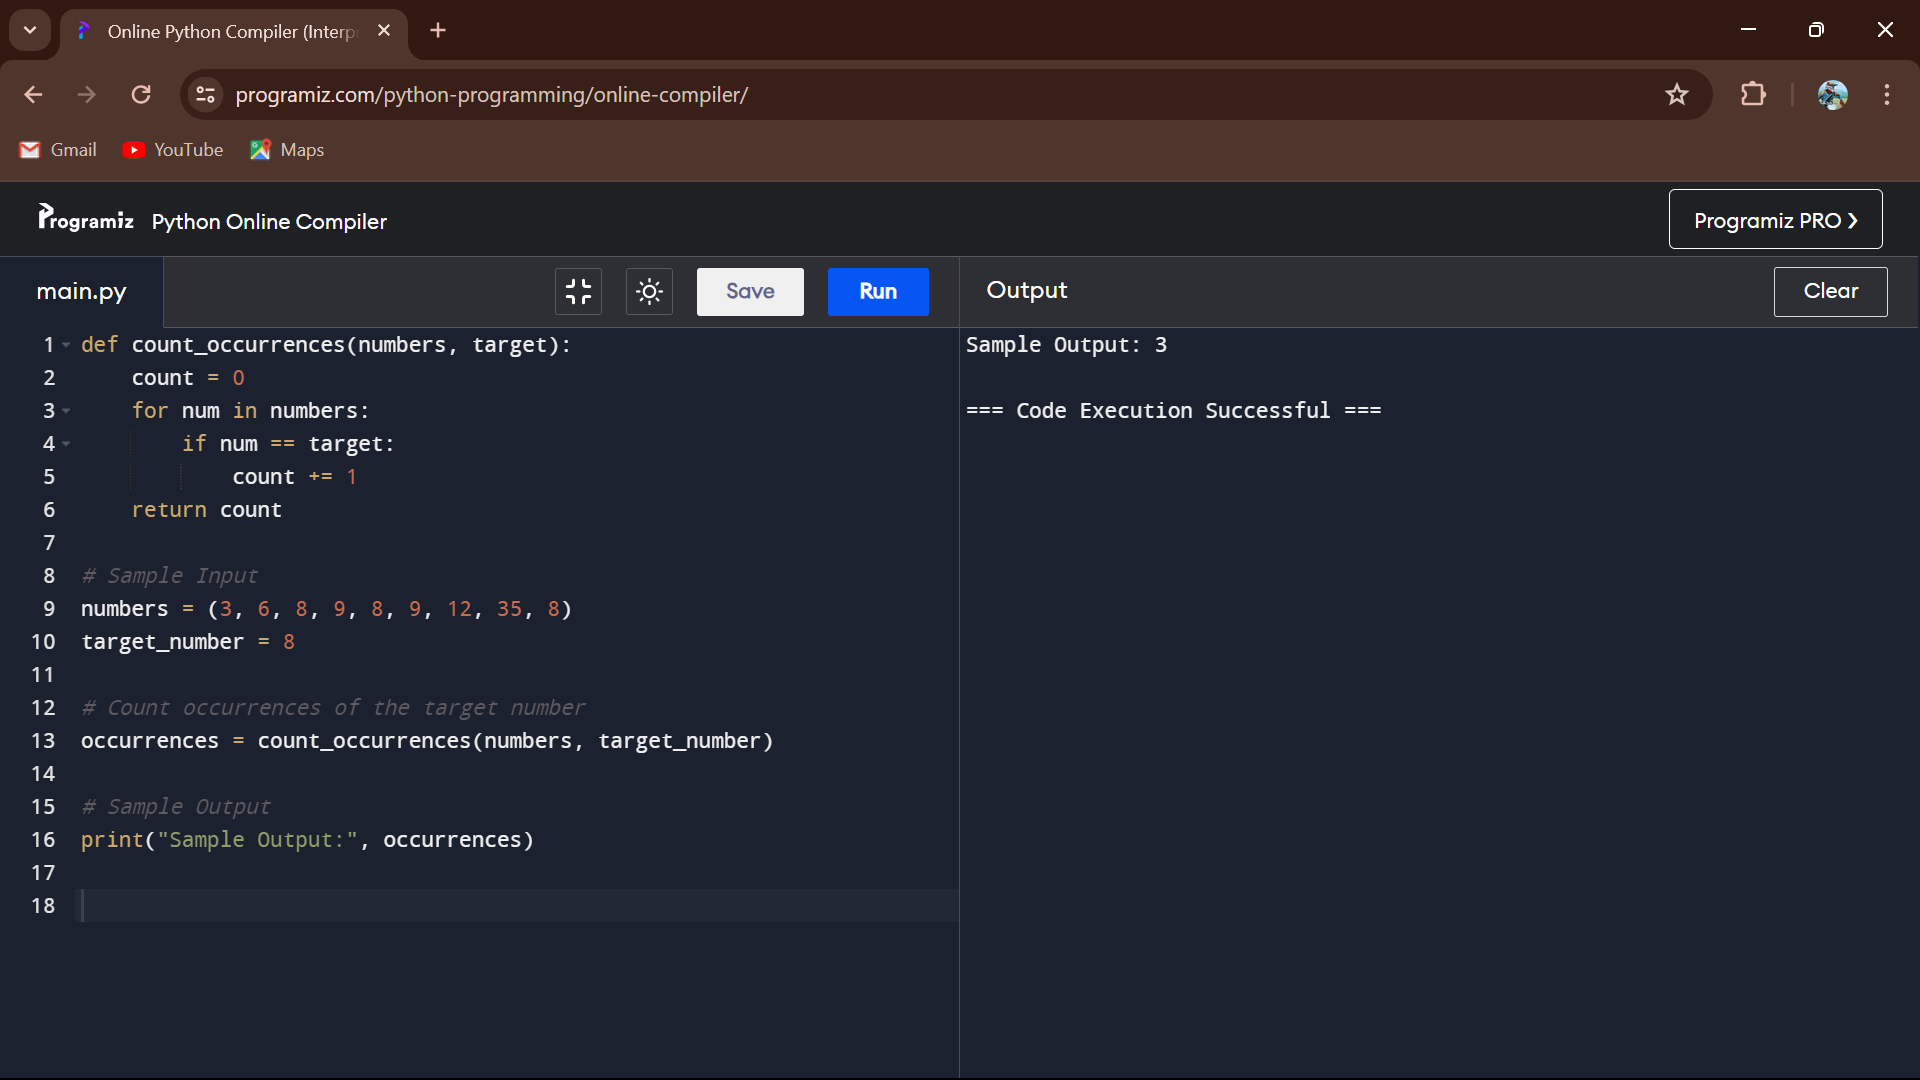 Online Python Compiler (Interp
programiz.com/python-programming/online-compiler/
Gmail YouTube Maps
Programiz Python Online Compiler Programiz PRO ❯
main.py Save Run Output Clear
1 def count_occurrences(numbers, target):
2     count = 0
3     for num in numbers:
4         if num == target:
5             count += 1
6     return count
7
8 # Sample Input
9 numbers = (3, 6, 8, 9, 8, 9, 12, 35, 8)
10 target_number = 8
11
12 # Count occurrences of the target number
13 occurrences = count_occurrences(numbers, target_number)
14
15 # Sample Output
16 print("Sample Output:", occurrences)
17
18
Sample Output: 3
=== Code Execution Successful ===